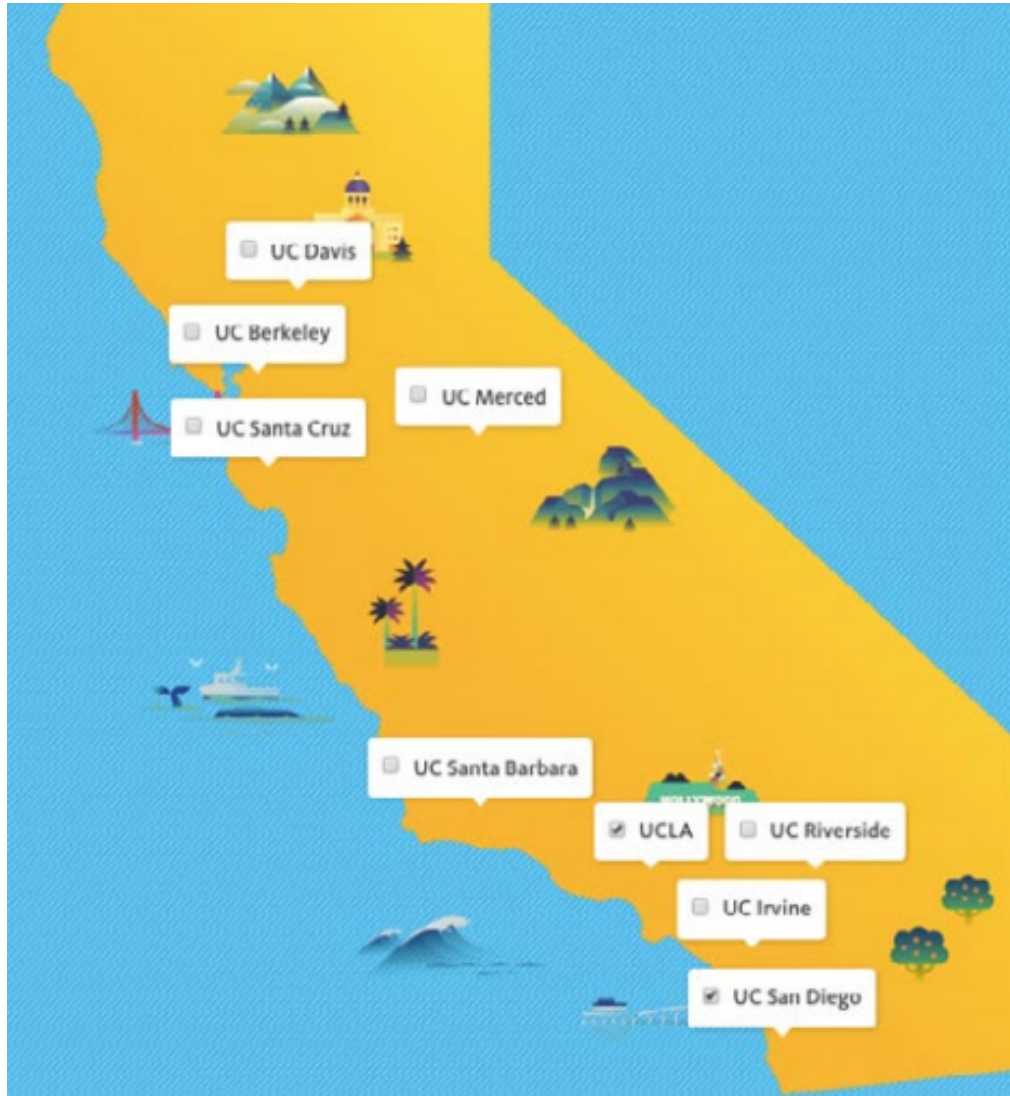 UC Davis
UC Berkeley
UC Merced
UC Santa Cruz
UC Santa Barbara
HOLLYWOOD
UCLA
UC Riverside
UC Irvine
UC San Diego